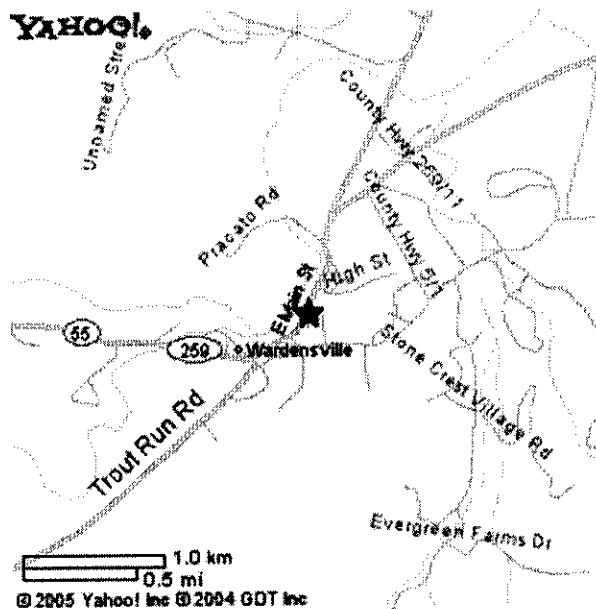 YAHOO!
Unnamed Stre
County Hwy 259/11
County Hwy 5/1
Pracato Rd
High St
E Main St
55
259
Wardensville
Stone Crest Village Rd
Trout Run Rd
Evergreen Farms Dr
1.0 km
0.5 mi
© 2005 Yahoo! Inc © 2004 GDT Inc